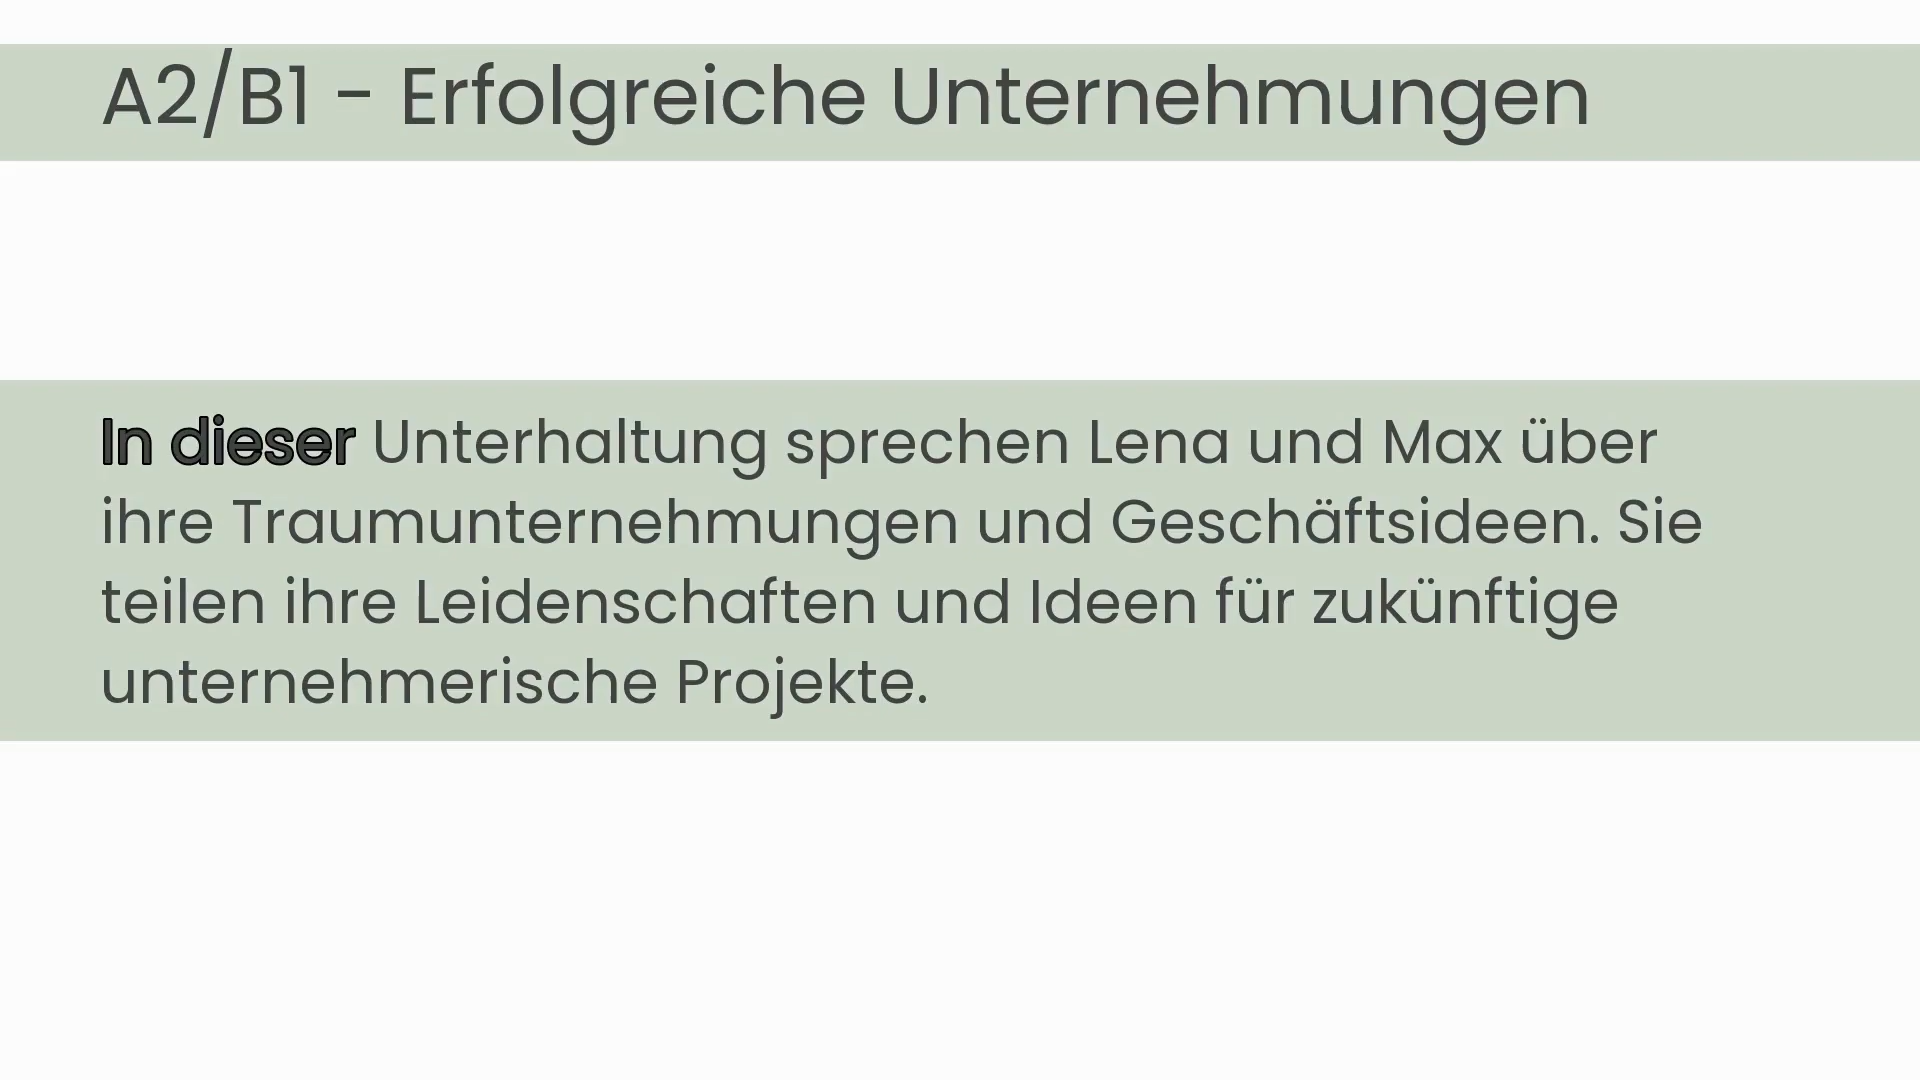 A2/B1 - Erfolgreiche Unternehmungen
In dieser Unterhaltung sprechen Lena und Max über
ihre Traumunternehmungen und Geschäftsideen. Sie
teilen ihre Leidenschaften und Ideen für zukünftige
unternehmerische Projekte.